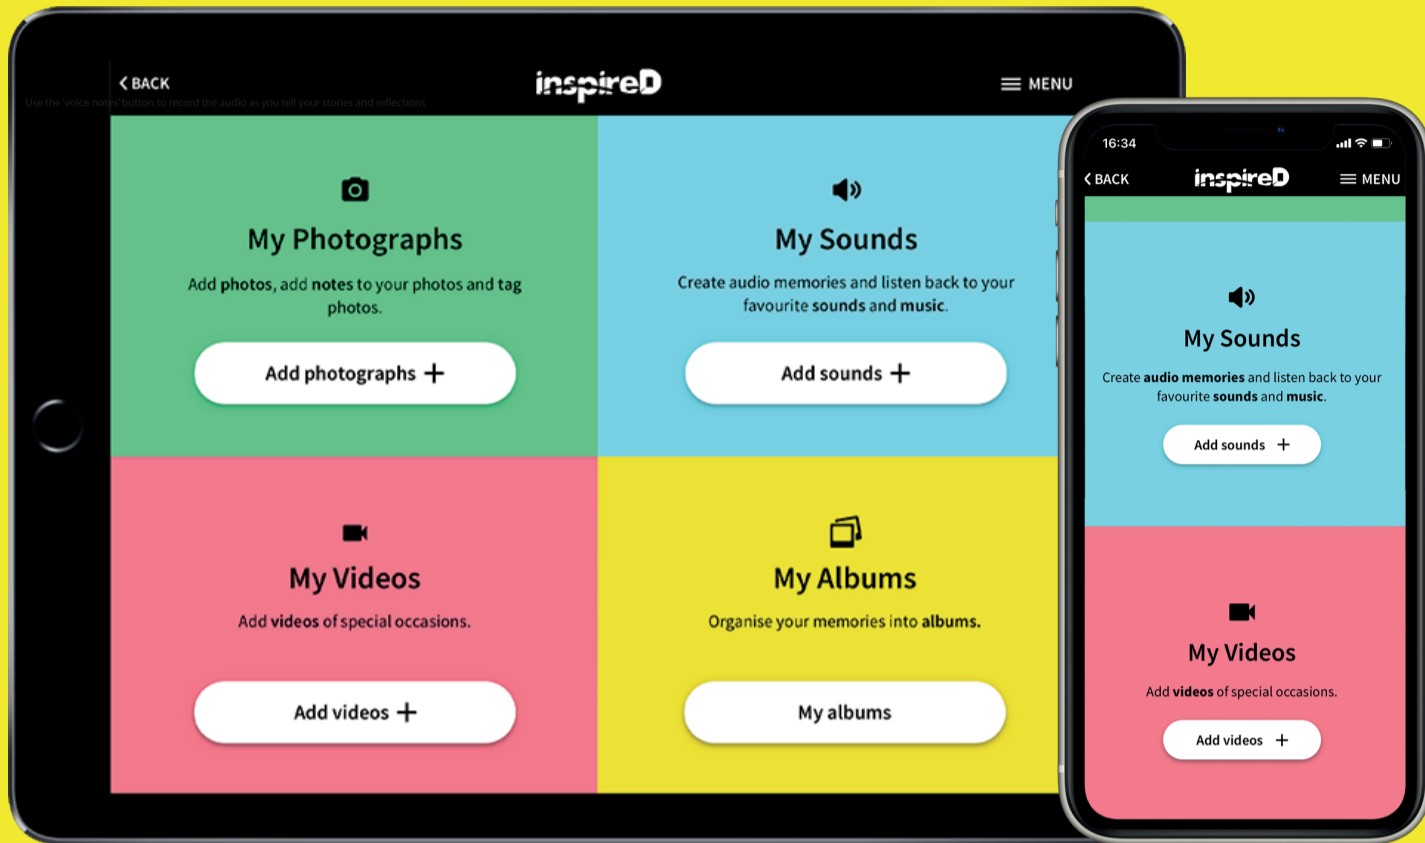 BACK
inspireD
MENU
Use the 'voice notes' button to record the audio as you tell your stories and reflections
My Photographs
Add photos, add notes to your photos and tag
photos.
Add photographs +
My Sounds
Create audio memories and listen back to your
favourite sounds and music.
Add sounds +
My Videos
Add videos of special occasions.
Add videos +
My Albums
Organise your memories into albums.
My albums
16:34
BACK
inspireD
MENU
My Sounds
Create audio memories and listen back to your
favourite sounds and music.
Add sounds +
My Videos
Add videos of special occasions.
Add videos +